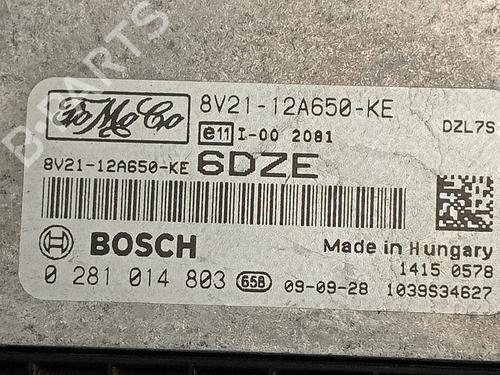 B-PARTS
FoMoCo
8V21-12A650-KE
DZL7S
e11 I-00 2081
8V21-12A650-KE 6DZE
BOSCH
Made in Hungary
1415 0578
0 281 014 803 658 09-09-28 1039S34627